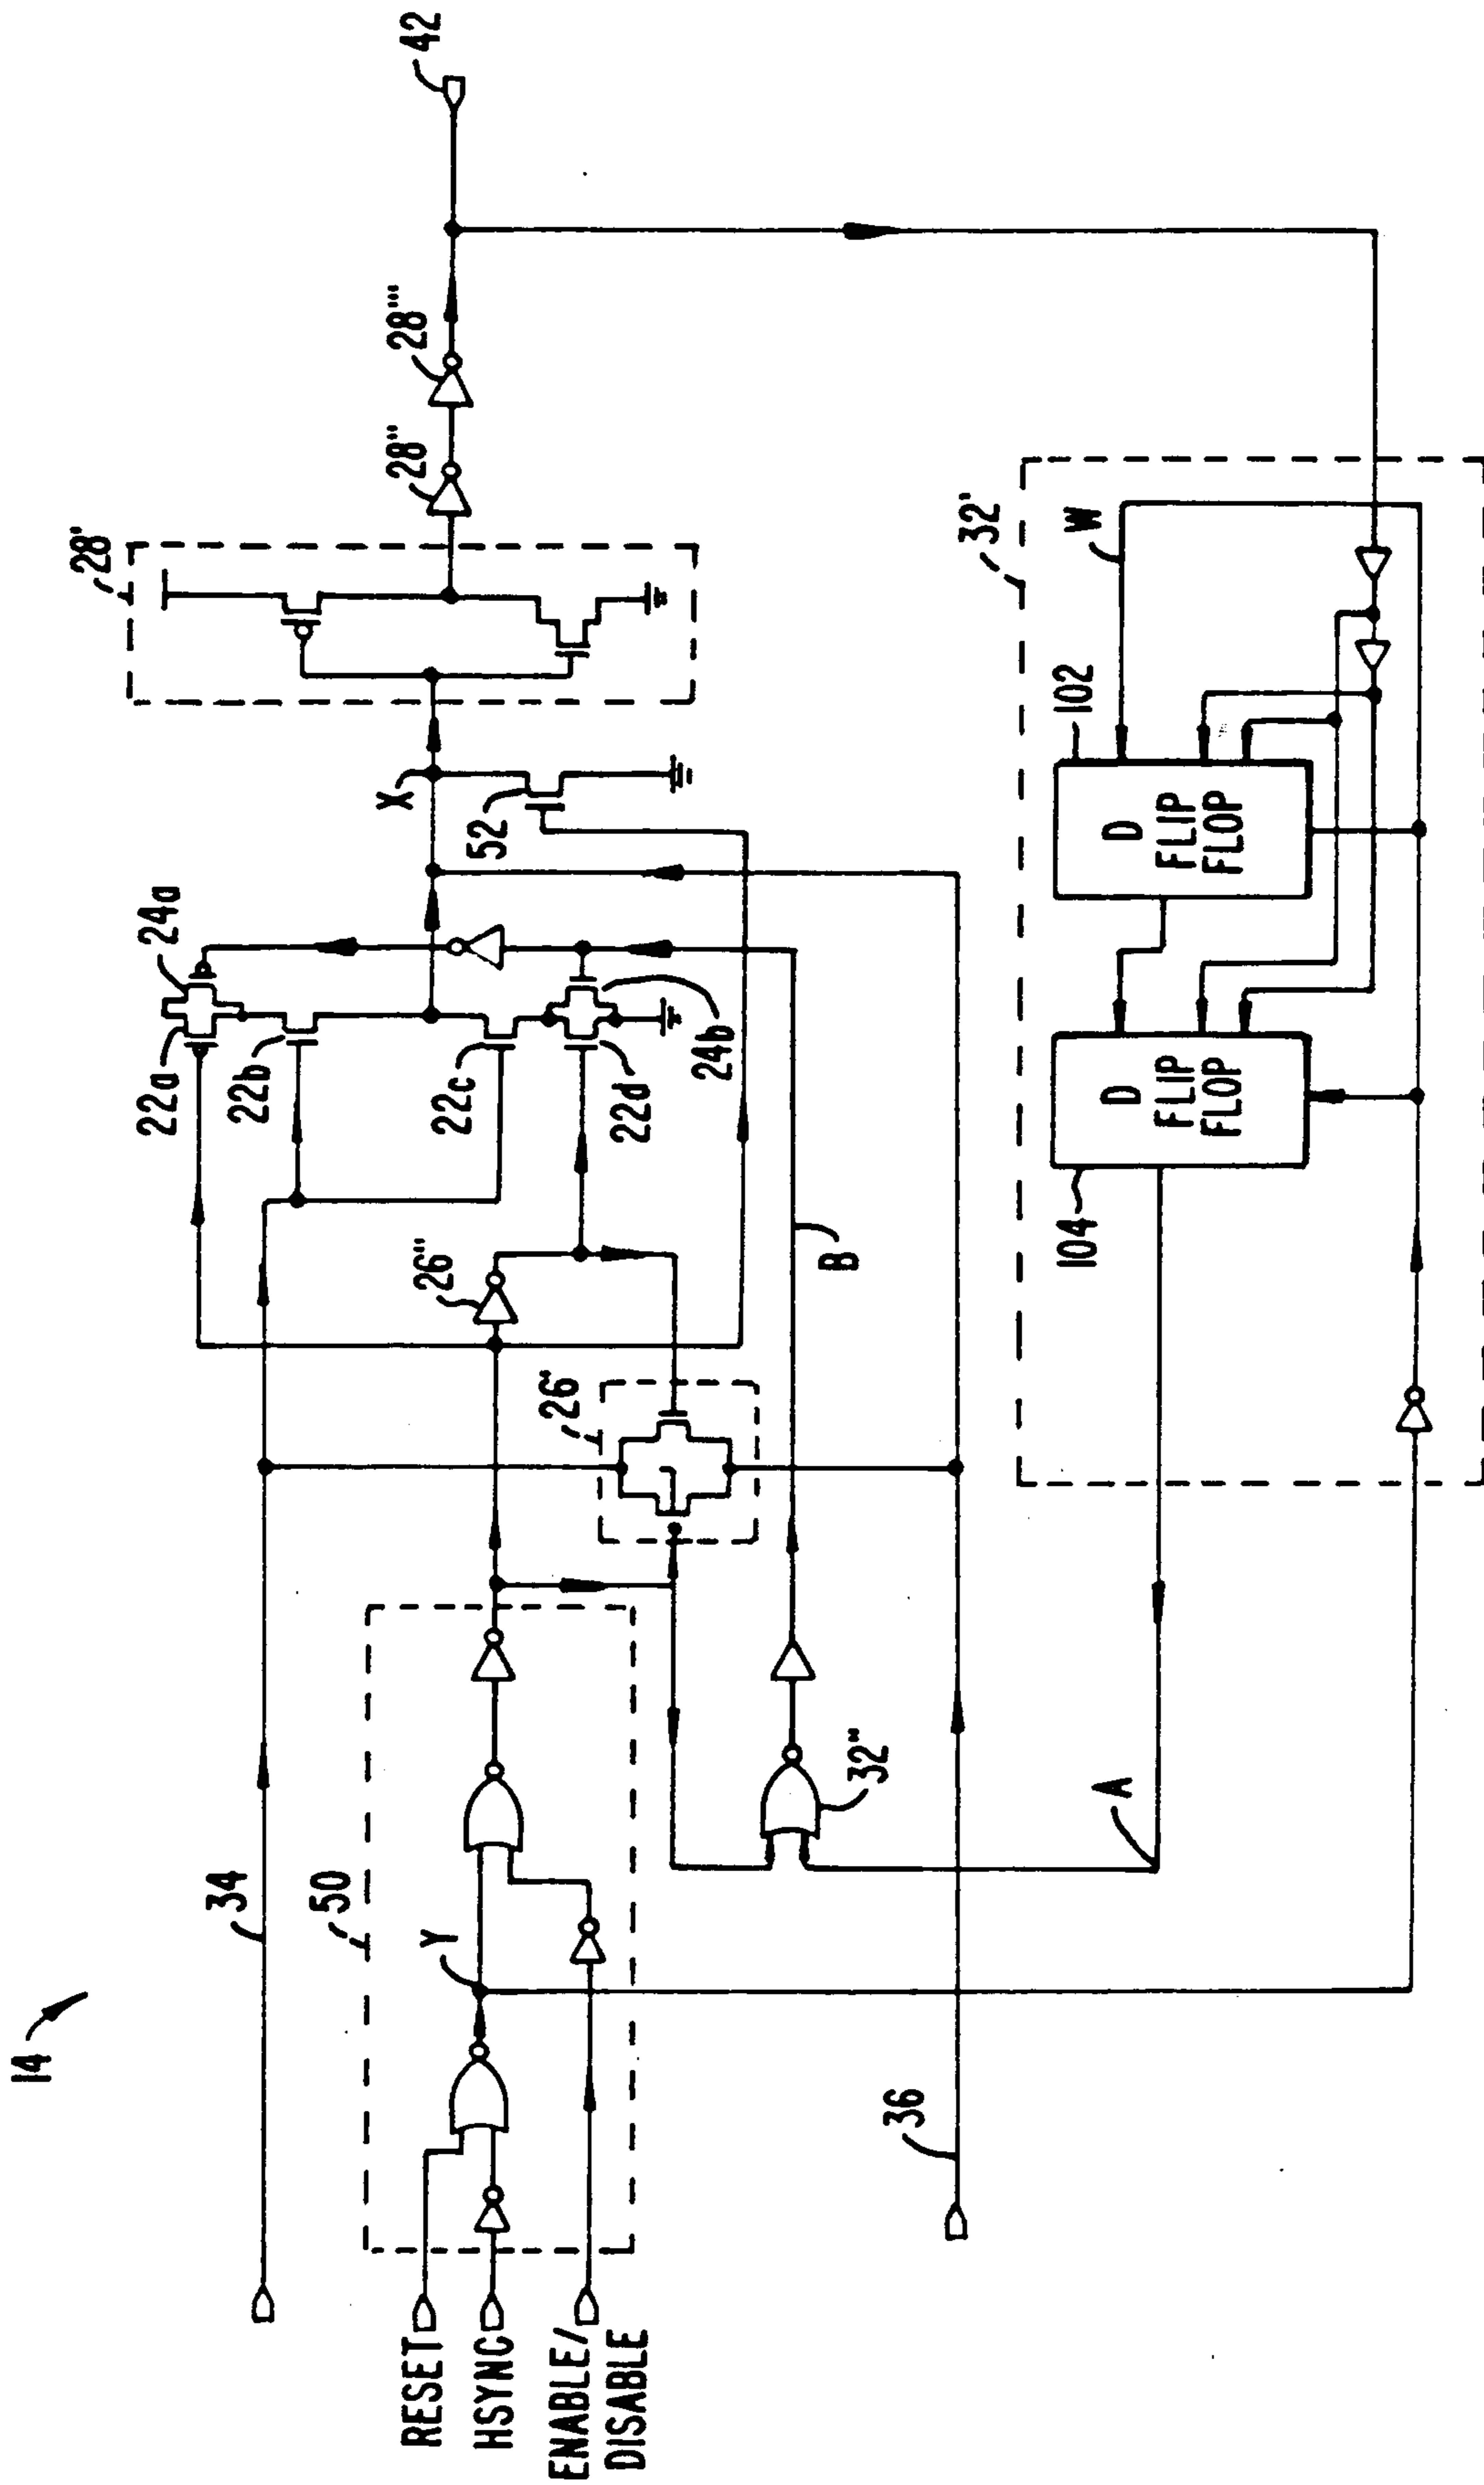 14
34
50
RESET
HSYNC
ENABLE/
DISABLE
Y
36
26'
26"
22a
24a
22b
22c
22d
24b
X
52
28'
28"
28'''
42
B
32"
A
32'
W
102
D
FLIP
FLOP
104
D
FLIP
FLOP